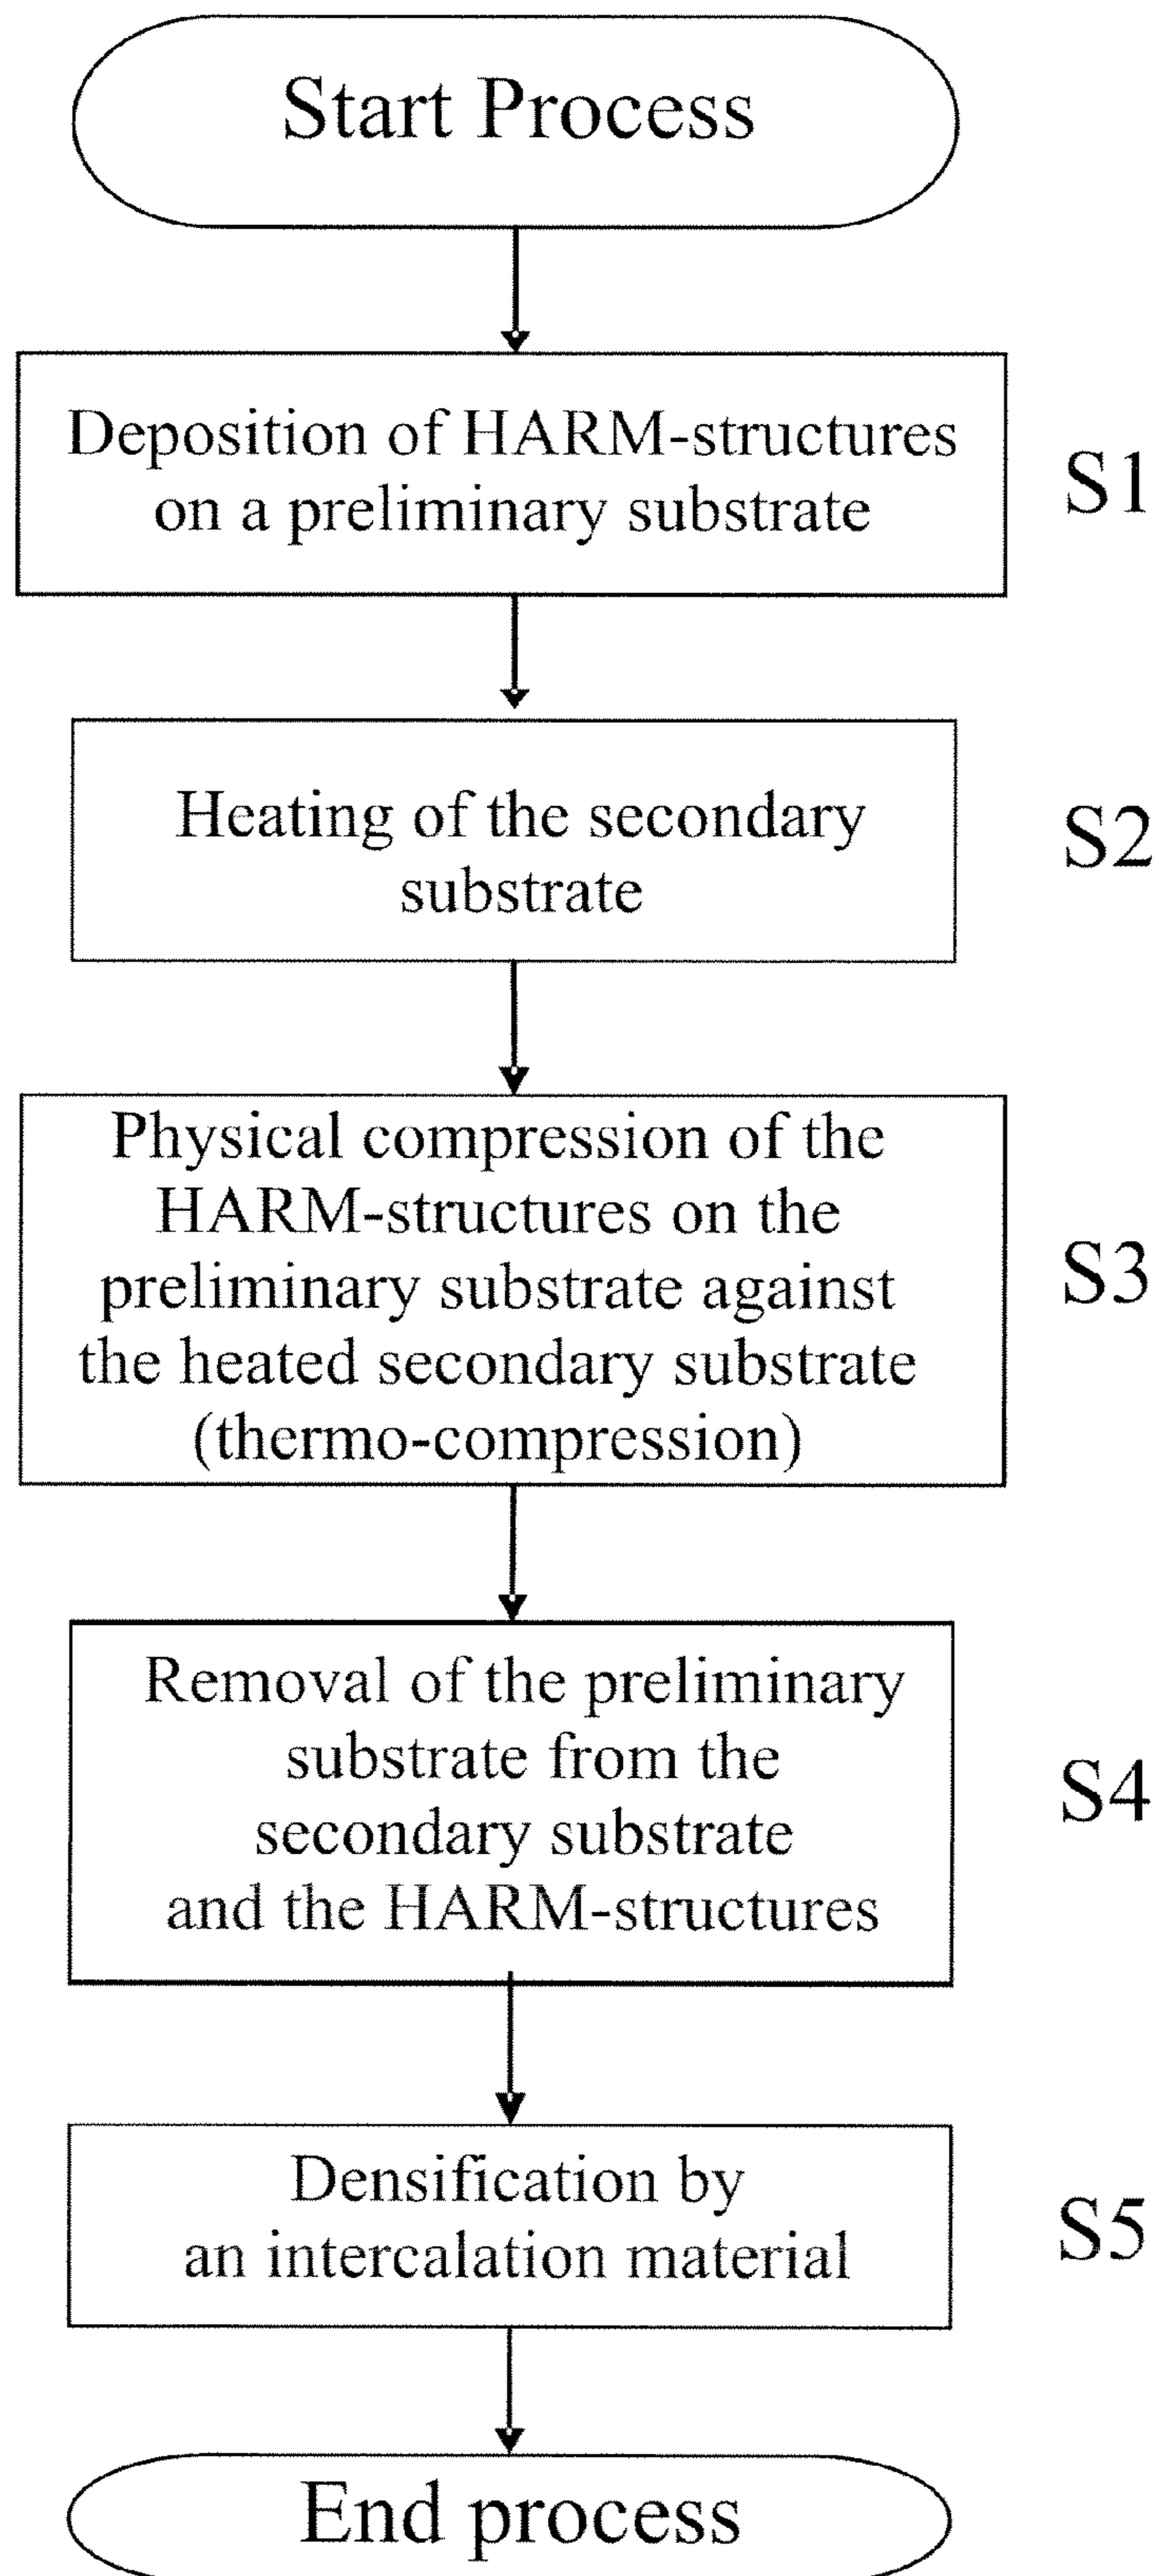 Start Process
Deposition of HARM-structures
on a preliminary substrate
S1
Heating of the secondary
substrate
S2
Physical compression of the
HARM-structures on the
preliminary substrate against
the heated secondary substrate
(thermo-compression)
S3
Removal of the preliminary
substrate from the
secondary substrate
and the HARM-structures
S4
Densification by
an intercalation material
S5
End process